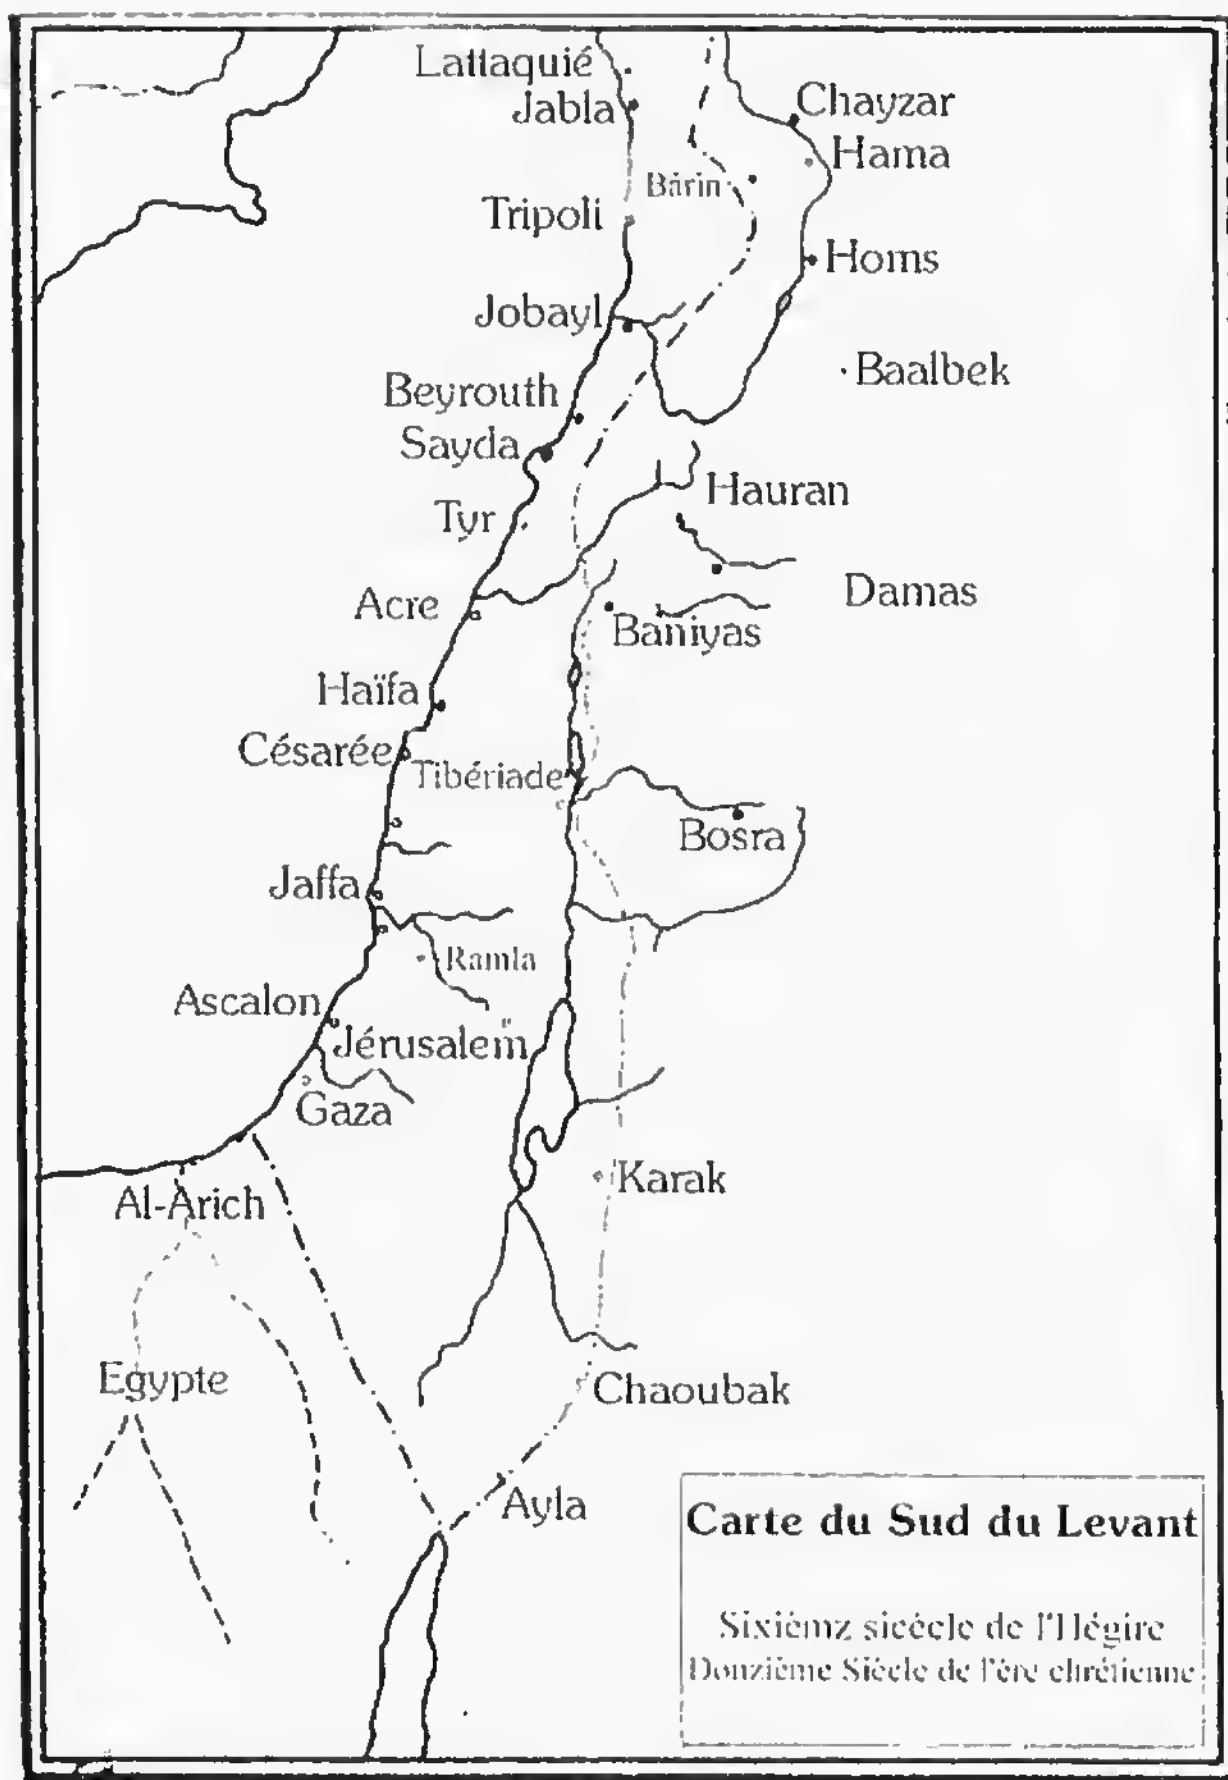 Lattaquié
Jabla
Chayzar
Hama
Bârin
Tripoli
Homs
Jobayl
Baalbek
Beyrouth
Sayda
Hauran
Tyr
Damas
Acre
Baniyas
Haïfa
Césarée
Tibériade
Bosra
Jaffa
Ramla
Ascalon
Jérusalem
Gaza
Karak
Al-Arich
Egypte
Chaoubak
Ayla
Carte du Sud du Levant
Sixiémz sieécle de l'Hégire
Douzième Siècle de l'ère chrétienne